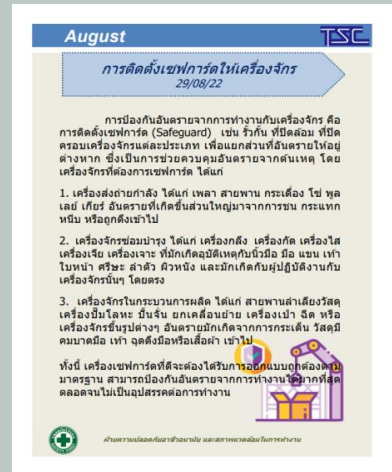 August
TSC
การติดตั้งเซฟการ์ดให้เครื่องจักร
29/08/22
การป้องกันอันตรายจากการทำงานกับเครื่องจักร คือ
การติดตั้งเซฟการ์ด (Safeguard) เช่น รั้วกั้น ที่ปิดล้อม ที่ปิด
ครอบเครื่องจักรแต่ละประเภท เพื่อแยกส่วนที่อันตรายให้อยู่
ต่างหาก ซึ่งเป็นการช่วยควบคุมอันตรายจากต้นเหตุ โดย
เครื่องจักรที่ต้องการเซฟการ์ด ได้แก่
1. เครื่องส่งถ่ายกำลัง ได้แก่ เพลา สายพาน กระเดื่อง โซ่ พูล
เลย์ เกียร์ อันตรายที่เกิดขึ้นส่วนใหญ่มาจากการชน กระแทก
หนีบ หรือถูกดึงเข้าไป
2. เครื่องจักรซ่อมบำรุง ได้แก่ เครื่องกลึง เครื่องกัด เครื่องไส
เครื่องเจีย เครื่องเจาะ ที่มักเกิดอุบัติเหตุกับนิ้วมือ มือ แขน เท้า
ใบหน้า ศรีษะ ลำตัว ผิวหนัง และมักเกิดกับผู้ปฏิบัติงานกับ
เครื่องจักรนั้นๆ โดยตรง
3. เครื่องจักรในกระบวนการผลิต ได้แก่ สายพานลำเลียงวัสดุ
เครื่องปั๊มโลหะ ปั้นจั่น ยกเคลื่อนย้าย เครื่องเป่า ฉีด หรือ
เครื่องจักรขึ้นรูปต่างๆ อันตรายมักเกิดจากการกระเด็น วัสดุมี
คมบาดมือ เท้า ฉุดดึงมือหรือเสื้อผ้า เข้าไป
ทั้งนี้ เครื่องเซฟการ์ดที่ดีจะต้องได้รับการออกแบบถูกต้องตาม
มาตรฐาน สามารถป้องกันอันตรายจากการทำงานได้มากที่สุด
ตลอดจนไม่เป็นอุปสรรคต่อการทำงาน
ด้านความปลอดภัยอาชีวอนามัย และสภาพแวดล้อมในการทำงาน